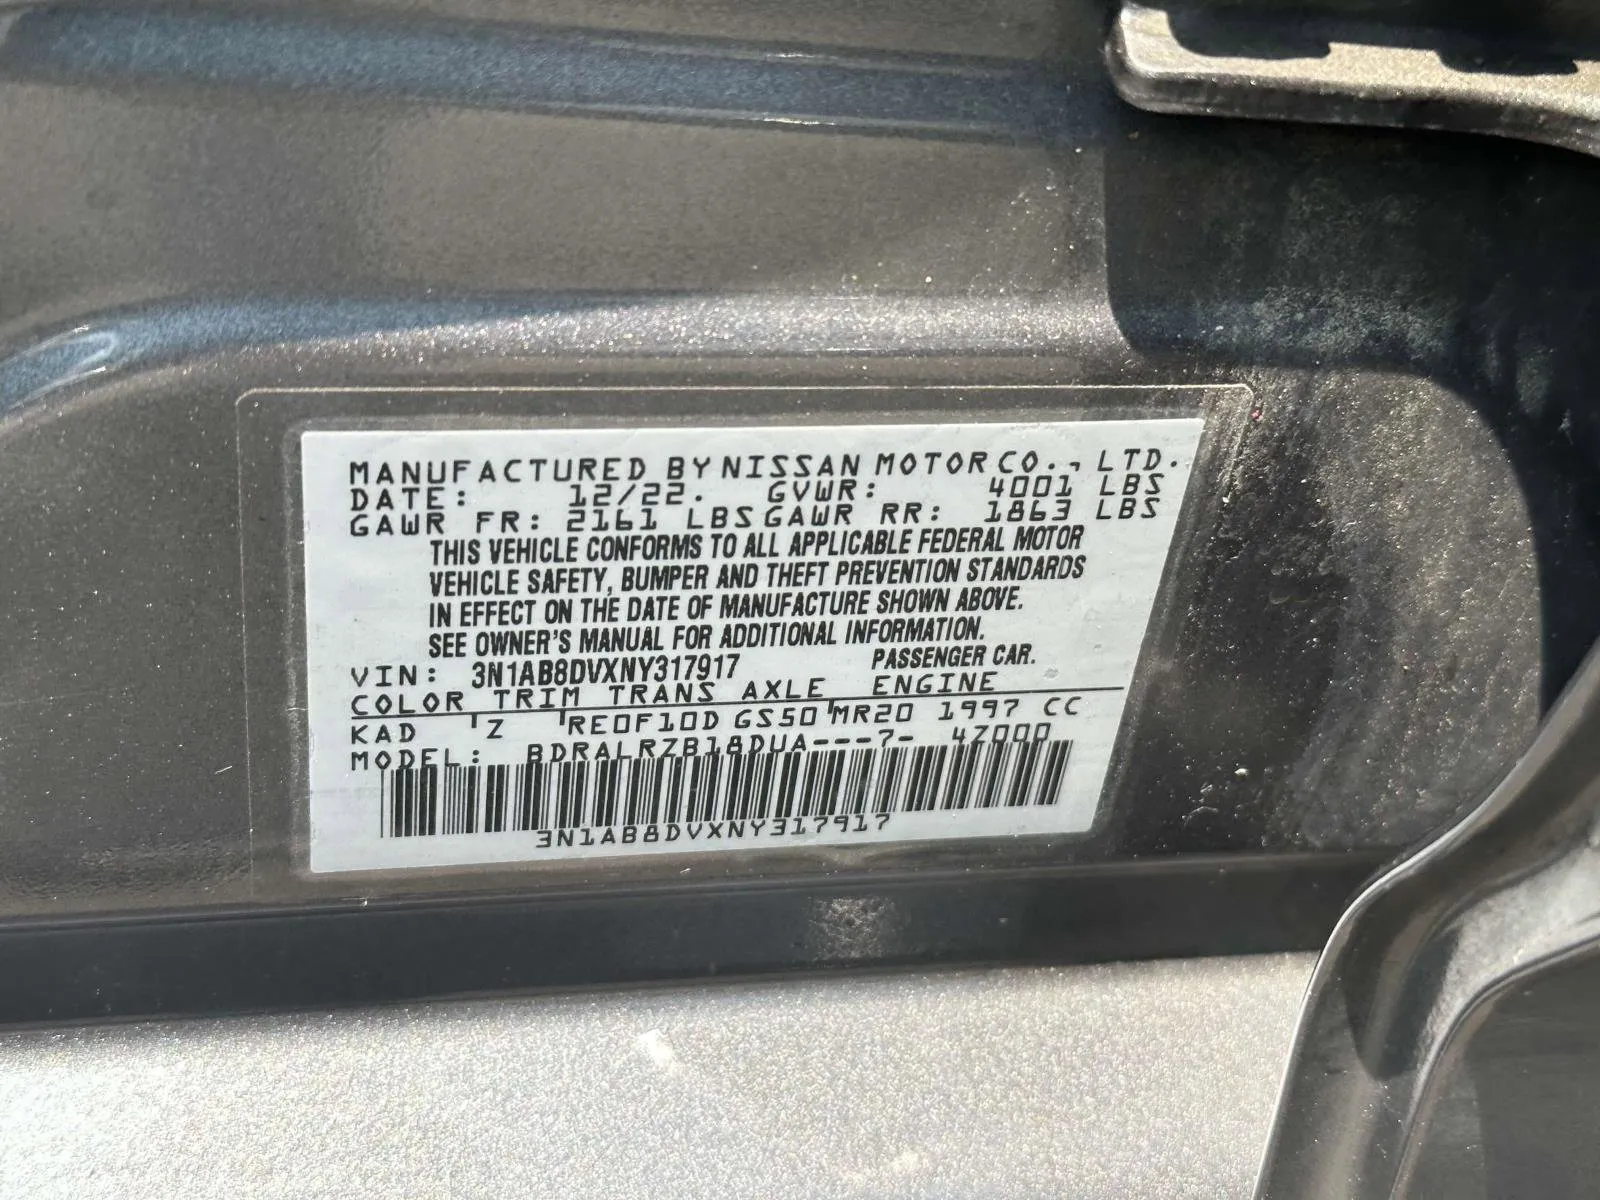 MANUFACTURED BY NISSAN MOTOR CO., LTD.
DATE: 12/22. GVWR: 4001 LBS
GAWR FR: 2161 LBS GAWR RR: 1863 LBS
THIS VEHICLE CONFORMS TO ALL APPLICABLE FEDERAL MOTOR
VEHICLE SAFETY, BUMPER AND THEFT PREVENTION STANDARDS
IN EFFECT ON THE DATE OF MANUFACTURE SHOWN ABOVE.
SEE OWNER'S MANUAL FOR ADDITIONAL INFORMATION.
VIN: 3N1AB8DVXNY317917 PASSENGER CAR.
COLOR TRIM TRANS AXLE ENGINE
KAD 'Z 'RE0F10D GS50'MR20 1997 CC
MODEL: BDRALRZB18DUA---7- 4Z000
3N1AB8DVXNY317917